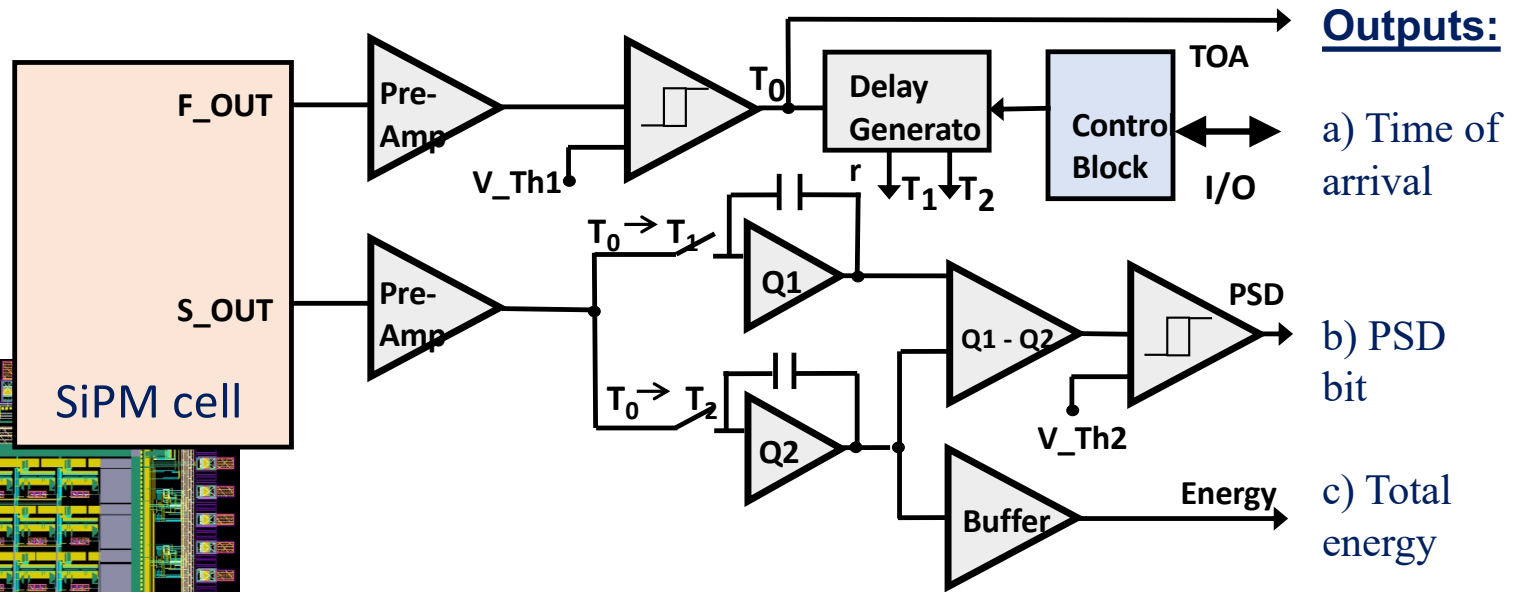 Outputs:
TOA
T0
Delay
Generato
r
F_OUT
Pre-
Amp
Contro
Block
a) Time of
arrival
V_Th1
T1
T2
I/O
T0 → T1
Q1
S_OUT
Pre-
Amp
PSD
Q1 - Q2
b) PSD
bit
SiPM cell
T0 → T2
Q2
V_Th2
Energy
Buffer
c) Total
energy